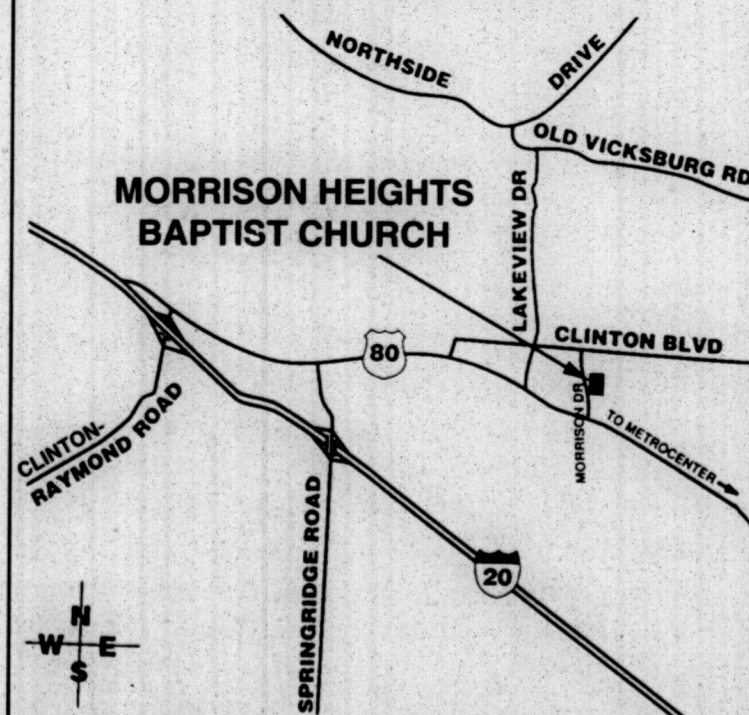 NORTHSIDE
DRIVE
OLD VICKSBURG RD
MORRISON HEIGHTS
BAPTIST CHURCH
LAKEVIEW DR
CLINTON BLVD
80
MORRISON DR
TO METROCENTER
CLINTON-
RAYMOND ROAD
SPRINGRIDGE ROAD
20
N
W E
S